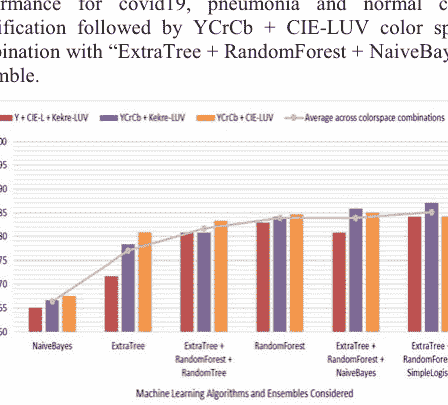 rmance for covid19, pneumonia and normal c
ification followed by YCrCb + CIE-LUV color sp
bination with “ExtraTree + RandomForest + NaiveBay
mble.
Y + CIE-L + Kekre-LUV YCrCb + Kekre-LUV YCrCb + CIE-LUV Average across colorspace combinations
00
95
90
85
80
75
70
65
60
NaiveBayes ExtraTree ExtraTree + RandomForest + RandomTree RandomForest ExtraTree + RandomForest + NaiveBayes ExtraTree RandomFore SimpleLogis
Machine Learning Algorithms and Ensembles Considered